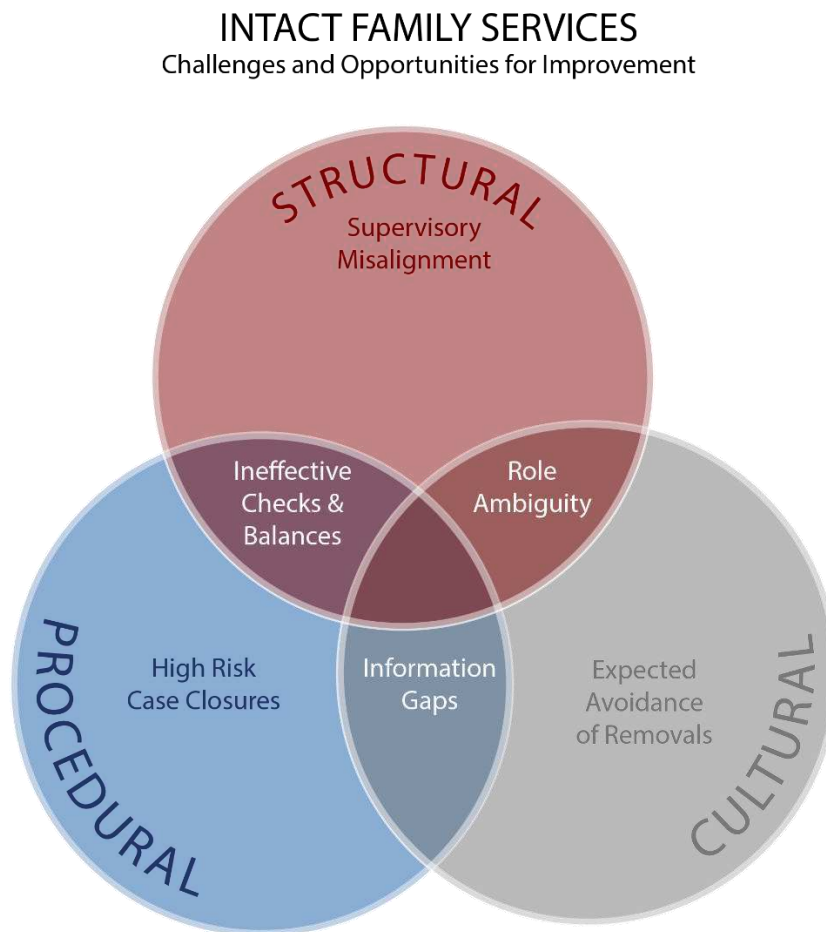 INTACT FAMILY SERVICES
Challenges and Opportunities for Improvement
STRUCTURAL
Supervisory
Misalignment
Ineffective
Checks &
Balances
Role
Ambiguity
PROCEDURAL
High Risk
Case Closures
Information
Gaps
Expected
Avoidance
of Removals
CULTURAL